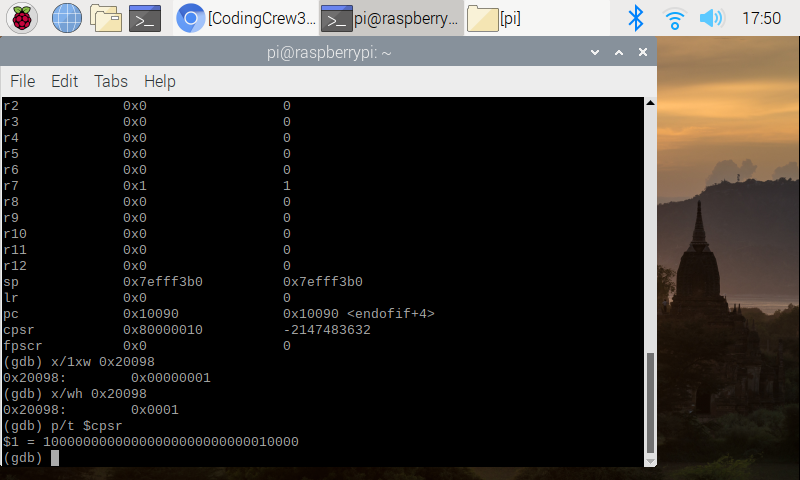 [CodingCrew3... pi@raspberry... [pi] 17:50
pi@raspberrypi: ~
File Edit Tabs Help
r2 0x0 0
r3 0x0 0
r4 0x0 0
r5 0x0 0
r6 0x0 0
r7 0x1 1
r8 0x0 0
r9 0x0 0
r10 0x0 0
r11 0x0 0
r12 0x0 0
sp 0x7efff3b0 0x7efff3b0
lr 0x0 0
pc 0x10090 0x10090 <endofif+4>
cpsr 0x80000010 -2147483632
fpscr 0x0 0
(gdb) x/1xw 0x20098
0x20098: 0x00000001
(gdb) x/wh 0x20098
0x20098: 0x0001
(gdb) p/t $cpsr
$1 = 10000000000000000000000000010000
(gdb)